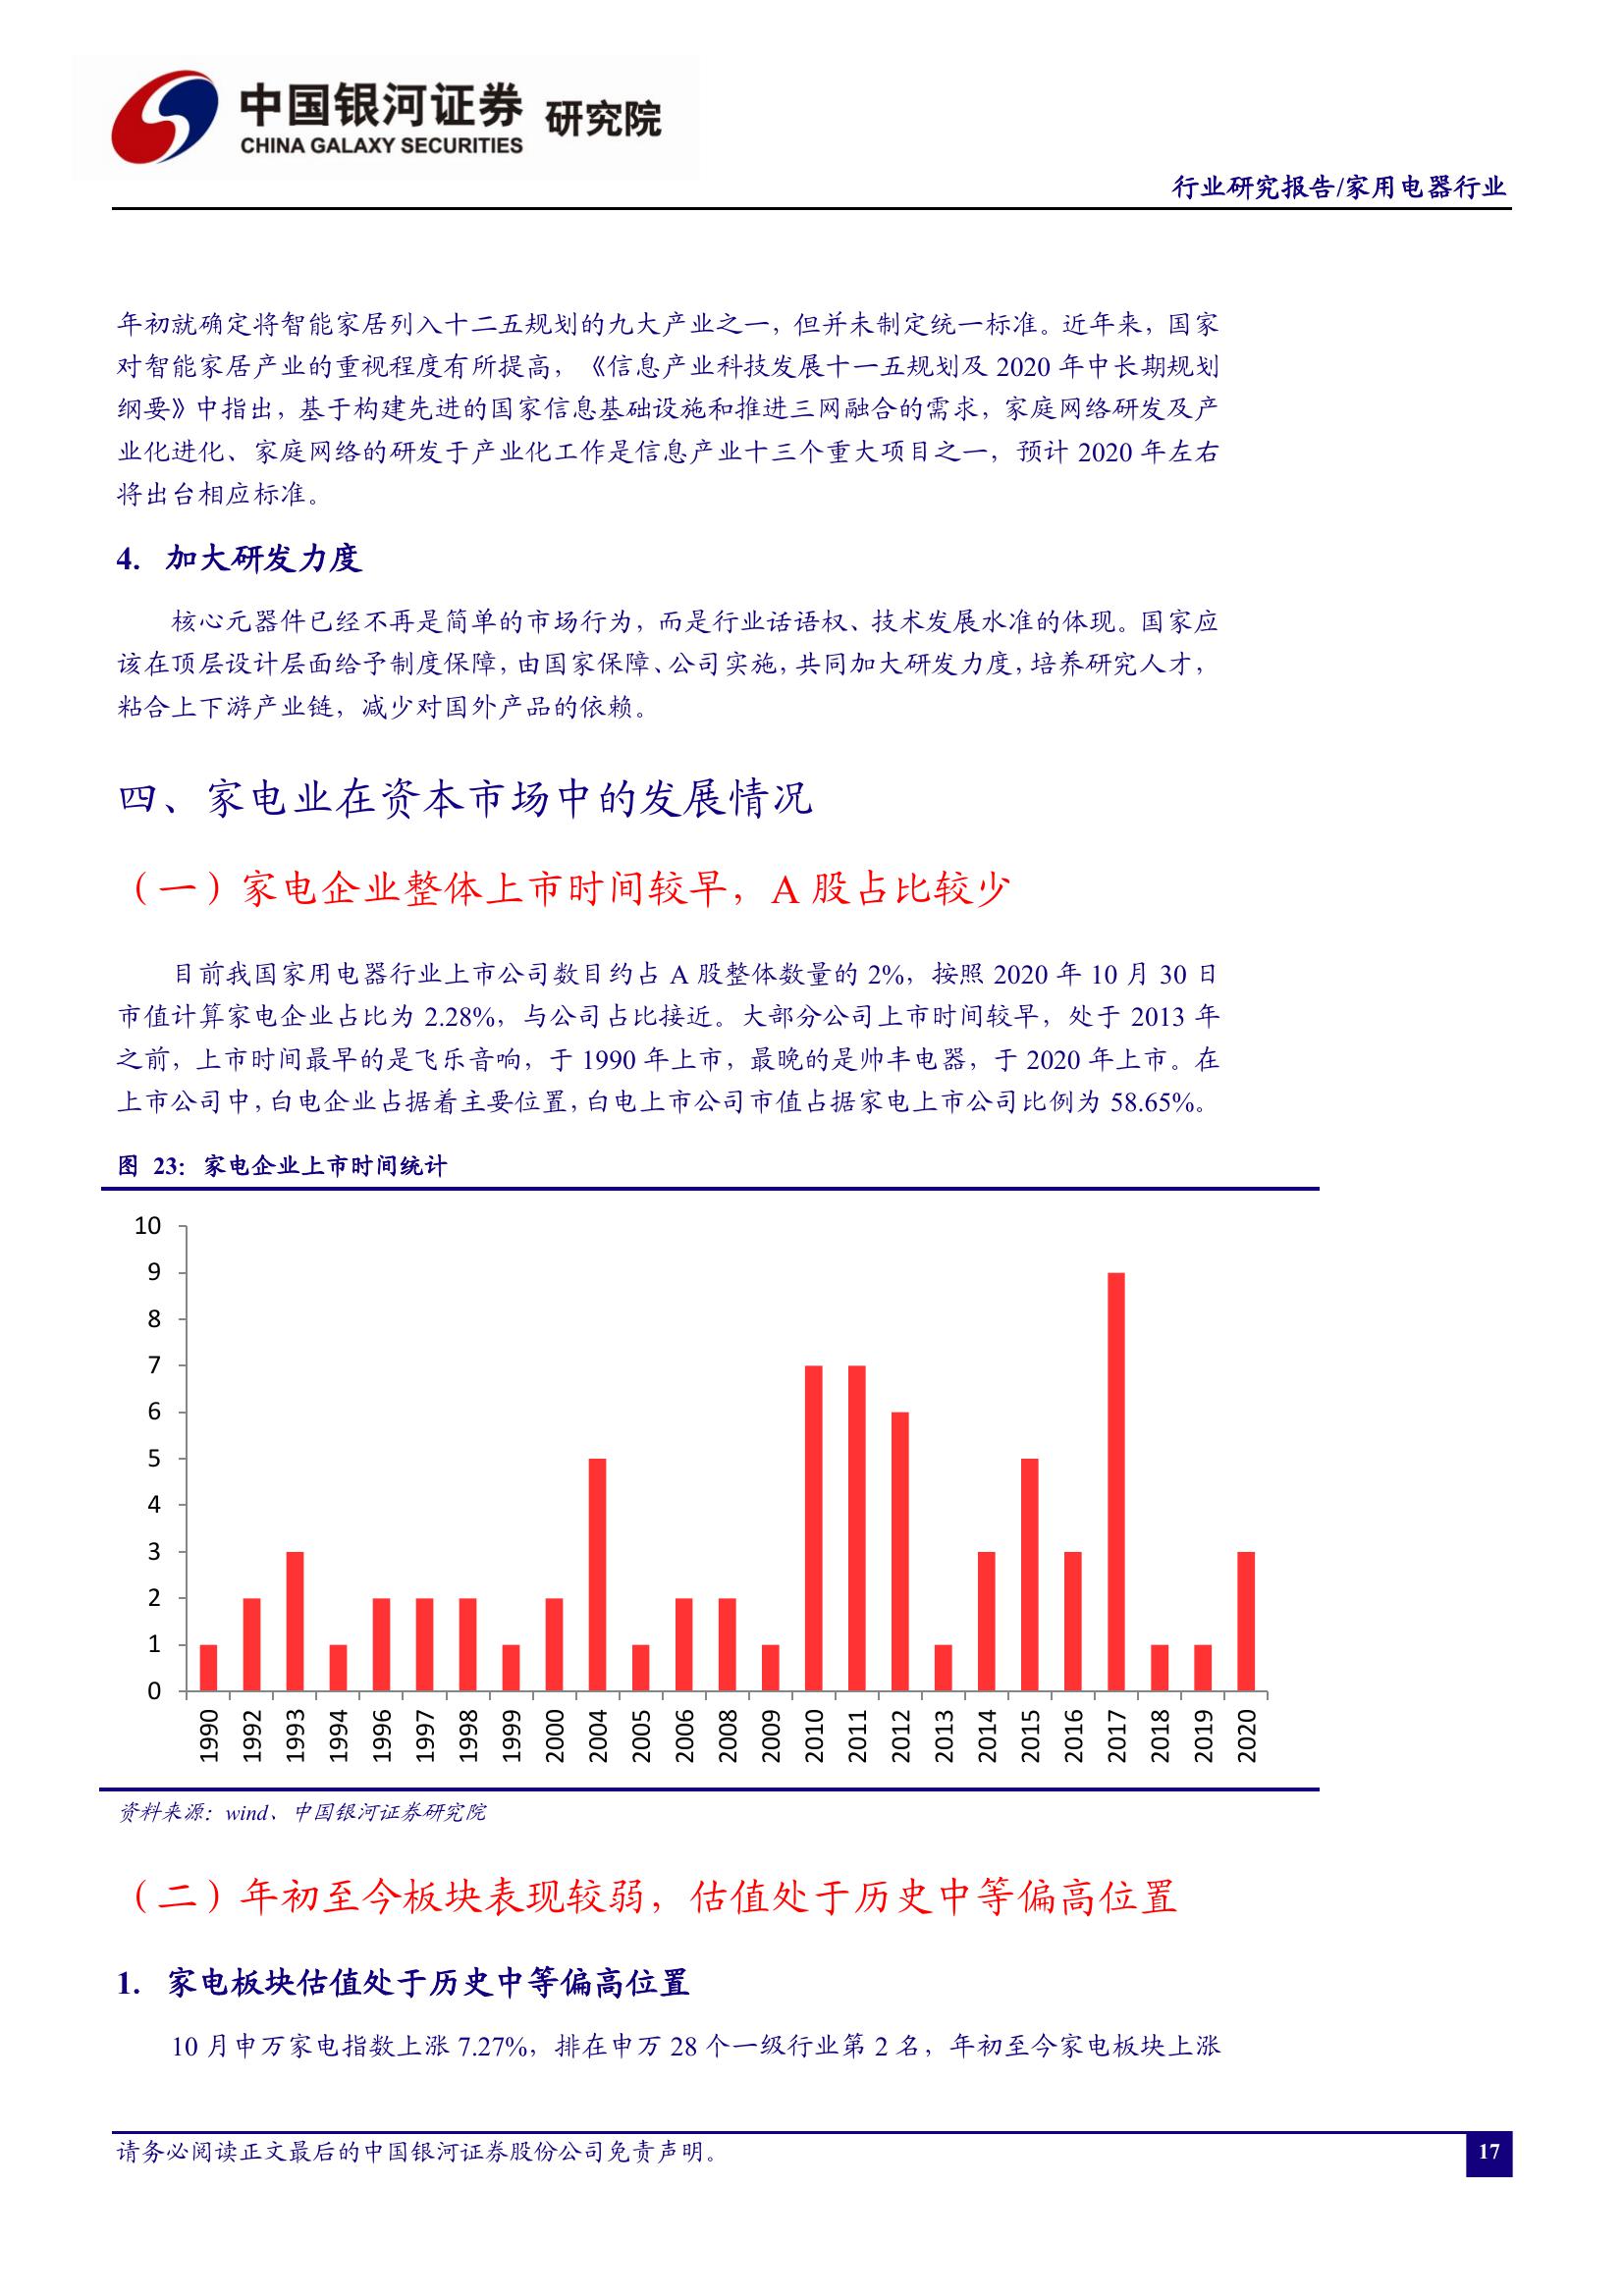 中国银河证券 研究院
CHINA GALAXY SECURITIES
行业研究报告/家用电器行业
年初就确定将智能家居列入十二五规划的九大产业之一，但并未制定统一标准。近年来，国家
对智能家居产业的重视程度有所提高，《信息产业科技发展十一五规划及 2020 年中长期规划
纲要》中指出，基于构建先进的国家信息基础设施和推进三网融合的需求，家庭网络研发及产
业化进化、家庭网络的研发于产业化工作是信息产业十三个重大项目之一，预计 2020 年左右
将出台相应标准。
4. 加大研发力度
核心元器件已经不再是简单的市场行为，而是行业话语权、技术发展水准的体现。国家应
该在顶层设计层面给予制度保障，由国家保障、公司实施，共同加大研发力度，培养研究人才，
粘合上下游产业链，减少对国外产品的依赖。
四、家电业在资本市场中的发展情况
（一）家电企业整体上市时间较早，A 股占比较少
目前我国家用电器行业上市公司数目约占 A 股整体数量的 2%，按照 2020 年 10 月 30 日
市值计算家电企业占比为 2.28%，与公司占比接近。大部分公司上市时间较早，处于 2013 年
之前，上市时间最早的是飞乐音响，于 1990 年上市，最晚的是帅丰电器，于 2020 年上市。在
上市公司中，白电企业占据着主要位置，白电上市公司市值占据家电上市公司比例为 58.65%。
图 23：家电企业上市时间统计
10
9
8
7
6
5
4
3
2
1
0
1990 1992 1993 1994 1996 1997 1998 1999 2000 2004 2005 2006 2008 2009 2010 2011 2012 2013 2014 2015 2016 2017 2018 2019 2020
资料来源：wind、中国银河证券研究院
（二）年初至今板块表现较弱，估值处于历史中等偏高位置
1. 家电板块估值处于历史中等偏高位置
10 月申万家电指数上涨 7.27%，排在申万 28 个一级行业第 2 名，年初至今家电板块上涨
请务必阅读正文最后的中国银河证券股份公司免责声明。
17